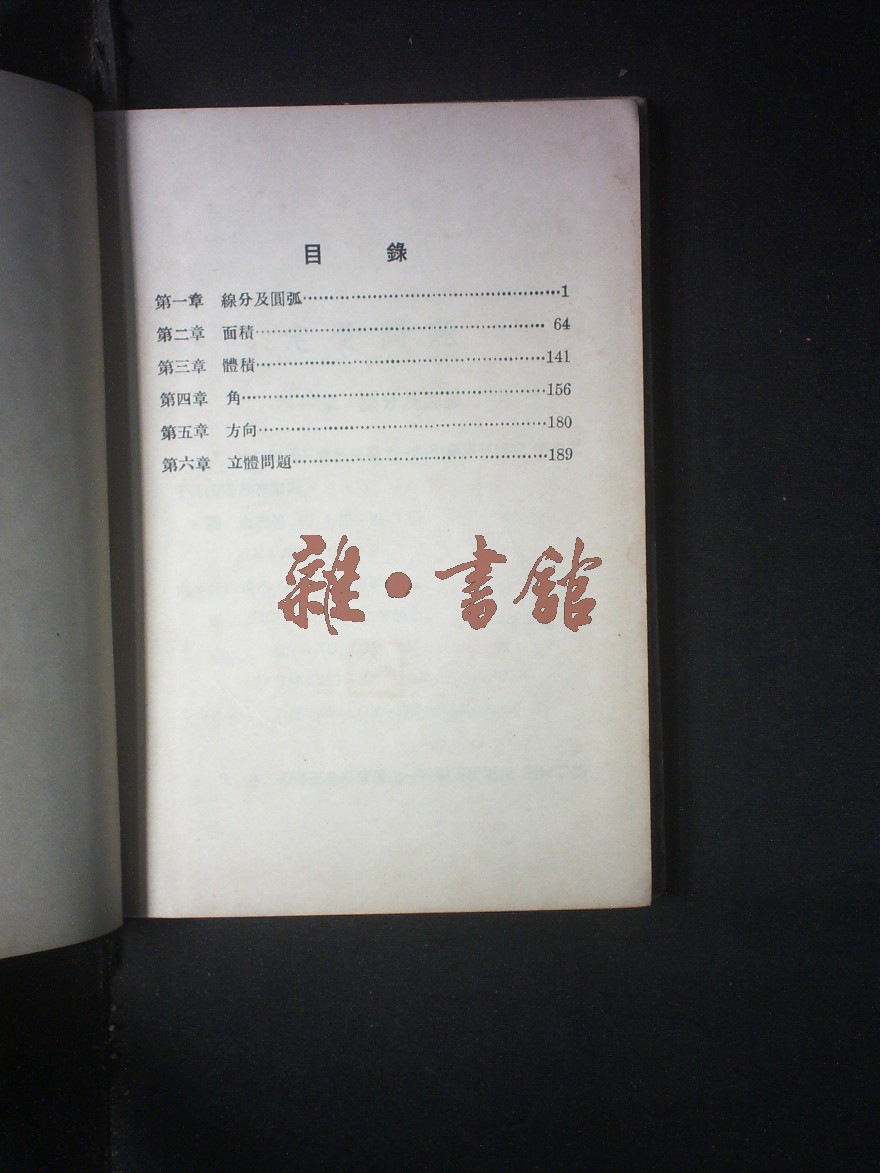 目　錄
第一章　線分及圓弧……………………………………………1
第二章　面積…………………………………………………… 64
第三章　體積……………………………………………………141
第四章　角………………………………………………………156
第五章　方向……………………………………………………180
第六章　立體問題………………………………………………189
雜·書館